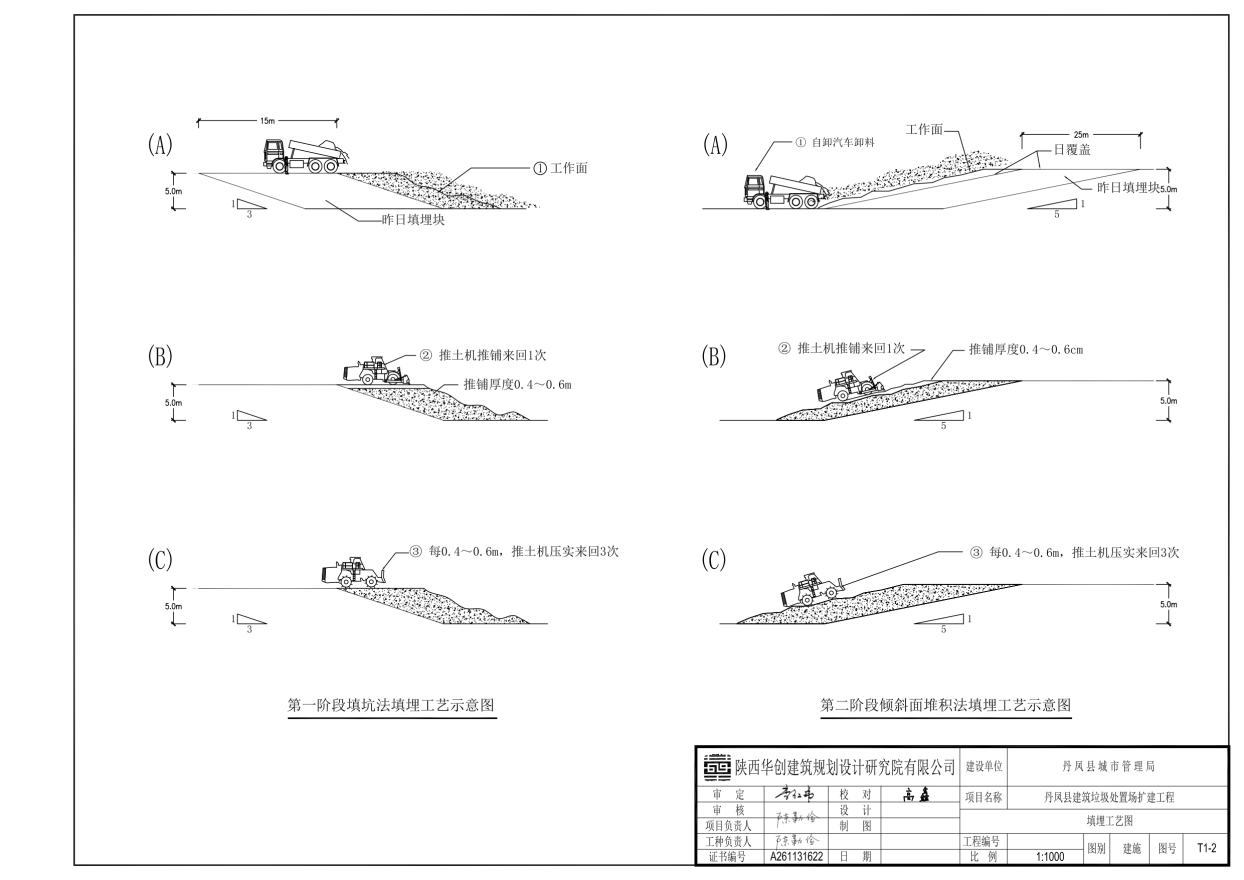 (A)
15m
5.0m
1
3
①工作面
昨日填埋块
(A)
① 自卸汽车卸料
工作面
25m
日覆盖
昨日填埋块
5.0m
1
5
(B)
② 推土机推铺来回1次
推铺厚度0.4～0.6m
5.0m
1
3
(B)
② 推土机推铺来回1次
推铺厚度0.4～0.6cm
5.0m
1
5
(C)
③ 每0.4～0.6m，推土机压实来回3次
5.0m
1
3
(C)
③ 每0.4～0.6m，推土机压实来回3次
5.0m
1
5
第一阶段填坑法填埋工艺示意图
第二阶段倾斜面堆积法填埋工艺示意图
陕西华创建筑规划设计研究院有限公司
建设单位 丹凤县城市管理局
审 定 校 对 高鑫
项目名称 丹凤县建筑垃圾处置场扩建工程
审 核 设 计
填埋工艺图
项目负责人 陈勤俭 制 图
工种负责人 陈勤俭
工程编号
图别 建施 图号 T1-2
证书编号 A261131622 日 期
比 例 1:1000